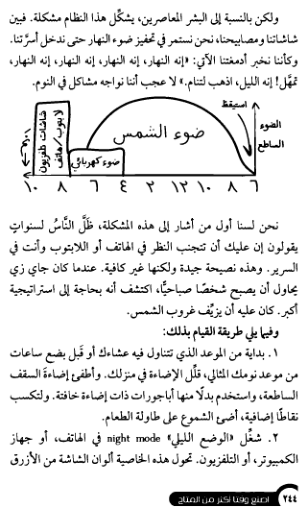 ولكن بالنسبة إلى البشر المعاصرين، يشكِّل هذا النظام مشكلة. فبين
شاشاتنا ومصابيحنا، نحن نستمر في تحفيز ضوء النهار حتى ندخل أسرَّتنا.
وكأننا نخبر أدمغتنا الآتي: «إنه النهار، إنه النهار، إنه النهار، إنه النهار،
تمهَّل! إنه الليل، اذهب لتنام.» لا عجب أننا نواجه مشاكل في النوم.
استيقظ
الضوء
الساطع
ضوء الشمس
ضوء كهربائي
لابتوب/هاتف
شاشات تلفزيون
٦ ٨ ١٠ ١٢ ٢ ٤ ٦ ٨ ١٠
نحن لسنا أول من أشار إلى هذه المشكلة، ظَلَّ النَّاسُ لسنواتٍ
يقولون إن عليك أن تتجنب النظر في الهاتف أو اللابتوب وأنت في
السرير. وهذه نصيحة جيدة ولكنها غير كافية. عندما كان جاي زي
يحاول أن يصبح شخصًا صباحيًّا، اكتشف أنه بحاجة إلى استراتيجية
أكبر. كان عليه أن يزيِّف غروب الشمس.
وفيما يلي طريقة القيام بذلك:
١. بداية من الموعد الذي تتناول فيه عشاءك أو قبل بضع ساعات
من موعد نومك المثالي، قلِّل الإضاءة في منزلك. وأطفئ إضاءة السقف
الساطعة، واستخدم بدلًا منها أباجورات ذات إضاءة خافتة. ولتكسب
نقاطًا إضافية، أضئ الشموع على طاولة الطعام.
٢. شغِّل «الوضع الليلي» night mode في الهاتف، أو جهاز
الكمبيوتر، أو التلفزيون. تحول هذه الخاصية ألوان الشاشة من الأزرق
٢٤٤ اصنع وقتا أكثر من المتاح